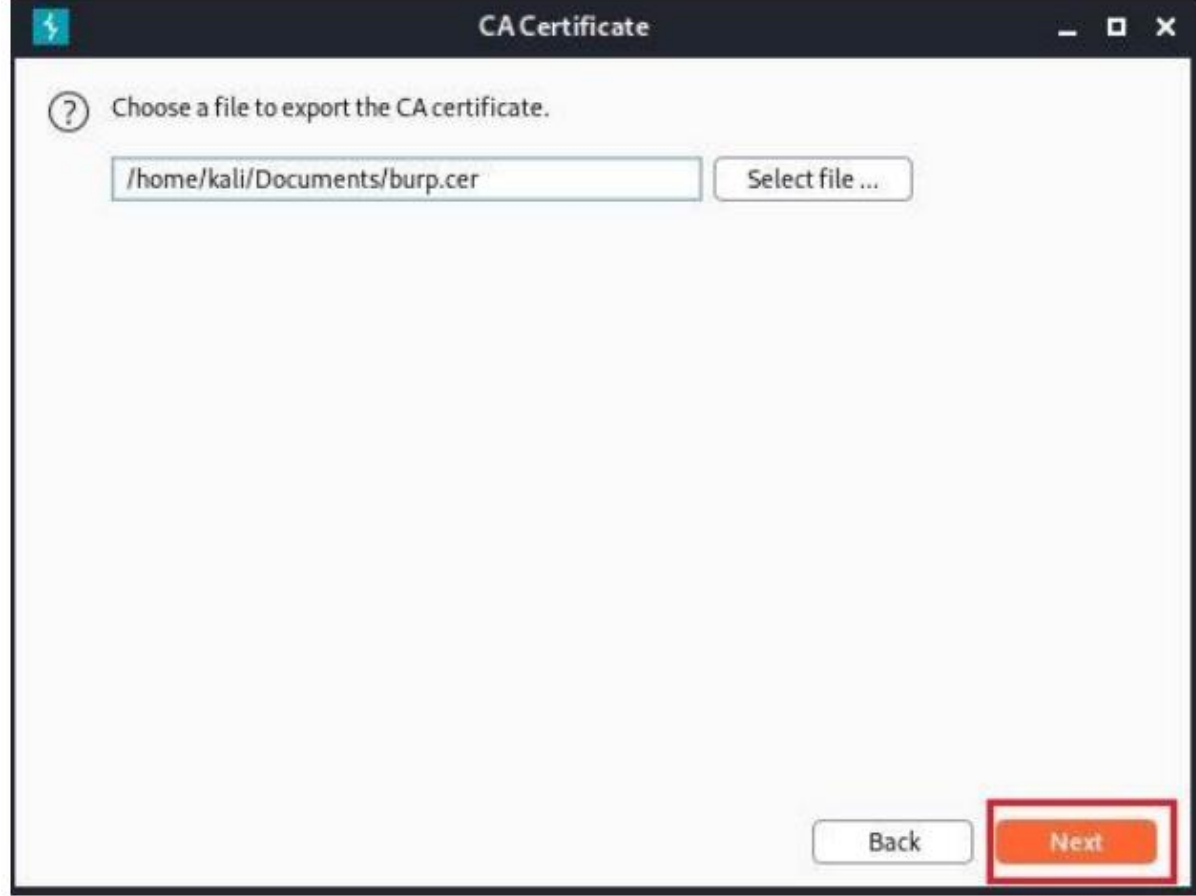 CA Certificate
Choose a file to export the CA certificate.
/home/kali/Documents/burp.cer
Select file ...
Back
Next